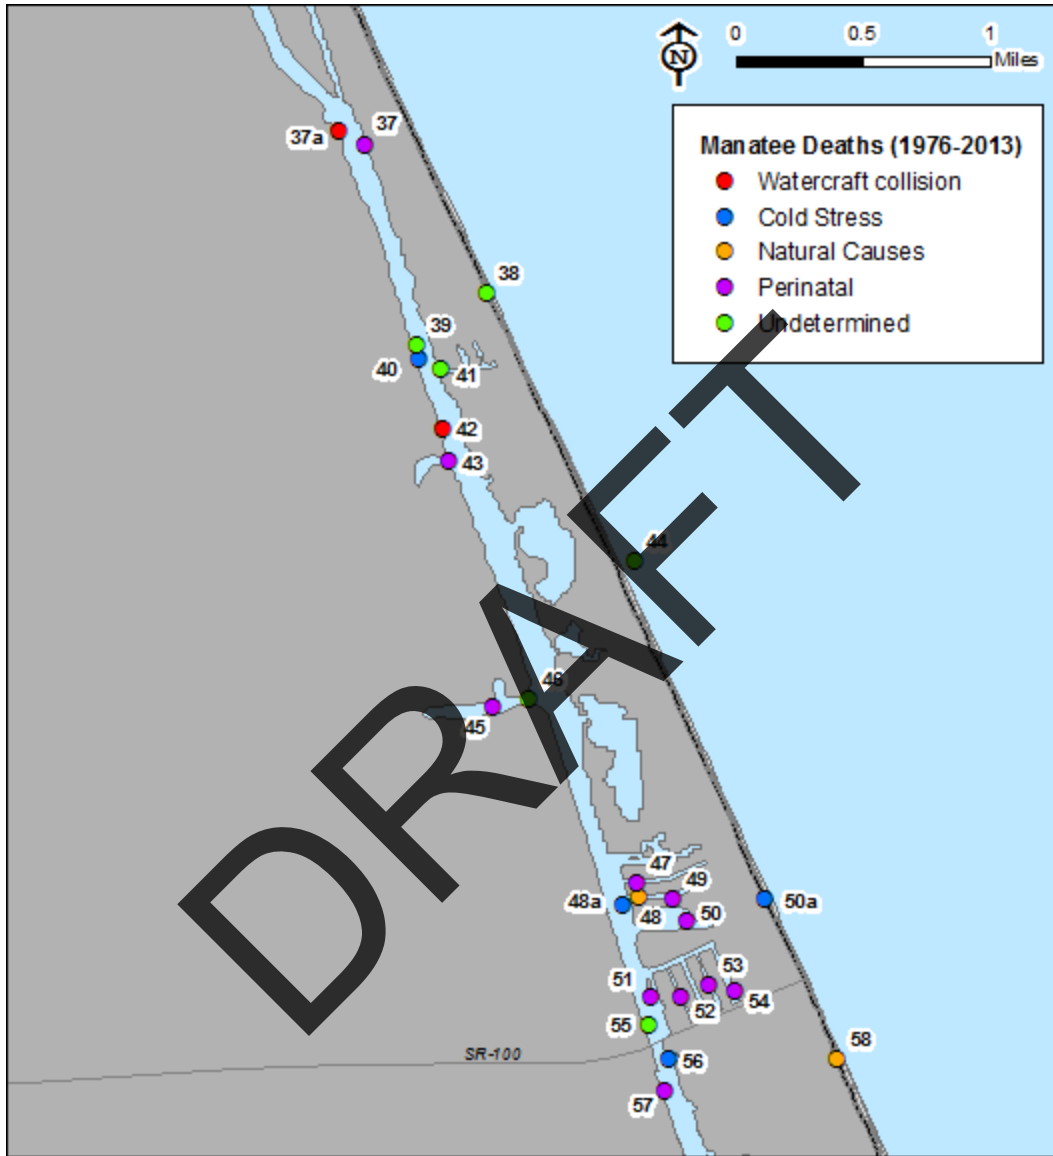 0 0.5 1
Miles
N
Manatee Deaths (1976-2013)
Watercraft collision
Cold Stress
Natural Causes
Perinatal
Undetermined
37a
37
38
39
40
41
42
43
44
46
45
DRAFT
47
49
48a
48
50
50a
51
53
52
54
55
SR-100
56
58
57